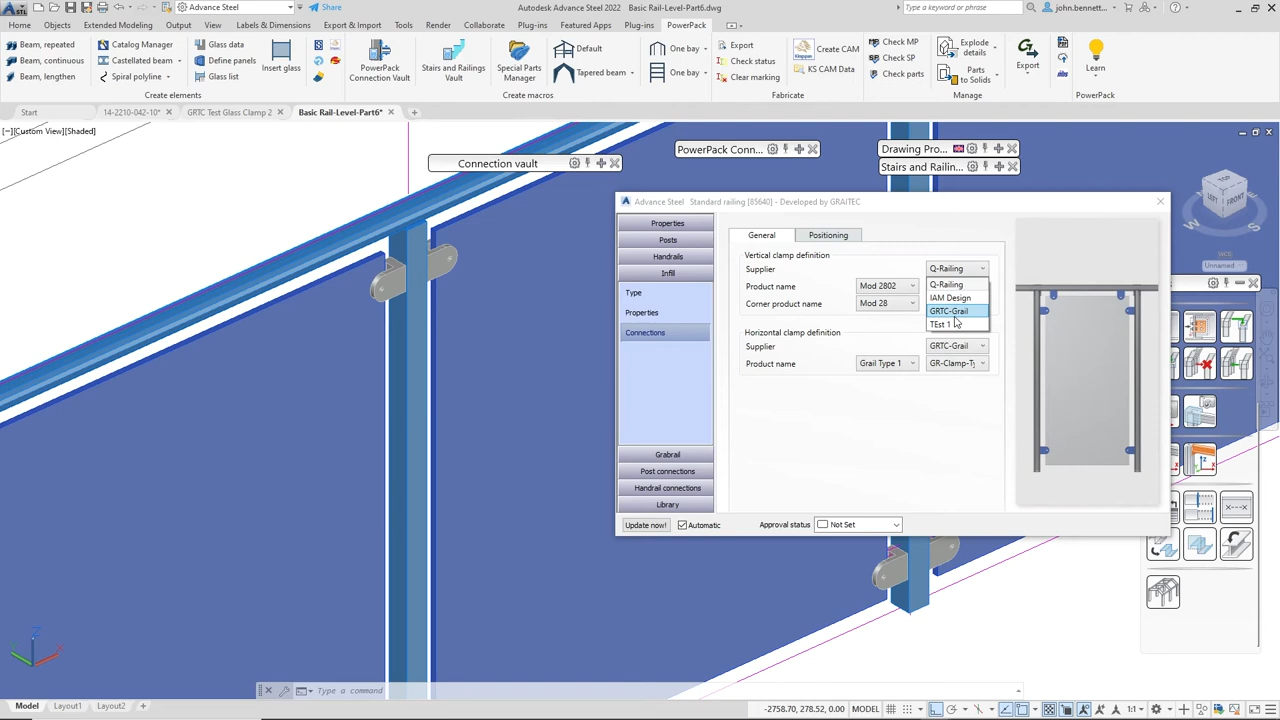 STL Advance Steel Share Autodesk Advance Steel 2022 Basic Rail-Level-Part6.dwg Type a keyword or phrase john.bennett...
Home Objects Extended Modeling Output View Labels & Dimensions Export & Import Tools Render Collaborate Plug-ins Featured Apps Plug-ins PowerPack
Beam, repeated Catalog Manager Glass data Default One bay Export Create CAM Check MP Explode details
Beam, continuous Castellated beam Define panels Insert glass PowerPack Connection Vault Stairs and Railings Vault Special Parts Manager Check status Check SP Export Learn
Beam, lengthen Spiral polyline Glass list Tapered beam One bay Clear marking KS CAM Data Check parts Parts to Solids
Create elements Create macros Fabricate Manage PowerPack
Start 14-2210-042-10* GRTC Test Glass Clamp 2 Basic Rail-Level-Part6*
[−][Custom View][Shaded]
Connection vault
PowerPack Conn...
Drawing Pro...
Stairs and Railin...
TOP
LEFT
FRONT
Unnamed
Advance Steel Standard railing [85640] - Developed by GRAITEC
Properties
Posts
Handrails
Infill
Type
Properties
Connections
Grabrail
Post connections
Handrail connections
Library
General Positioning
Vertical clamp definition
Supplier Q-Railing
Product name Mod 2802 Q-Railing
IAM Design
Corner product name Mod 28 GRTC-Grail
TEst 1
Horizontal clamp definition
Supplier GRTC-Grail
Product name Grail Type 1 GR-Clamp-Ty
Update now! Automatic Approval status Not Set
Z
Type a command
Model Layout1 Layout2 + -2758.70, 278.52, 0.00 MODEL 1:1